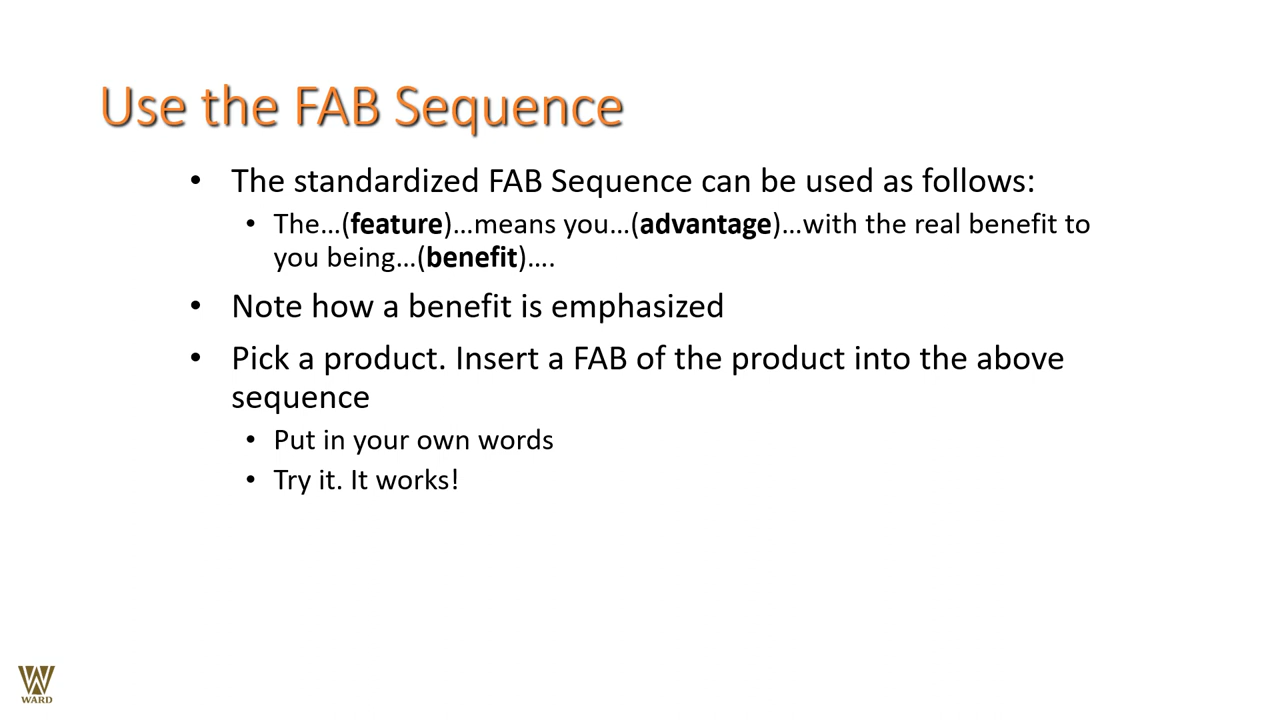 Use the FAB Sequence
• The standardized FAB Sequence can be used as follows:
• The…(feature)…means you…(advantage)…with the real benefit to
you being…(benefit)….
• Note how a benefit is emphasized
• Pick a product. Insert a FAB of the product into the above
sequence
• Put in your own words
• Try it. It works!
W
WARD